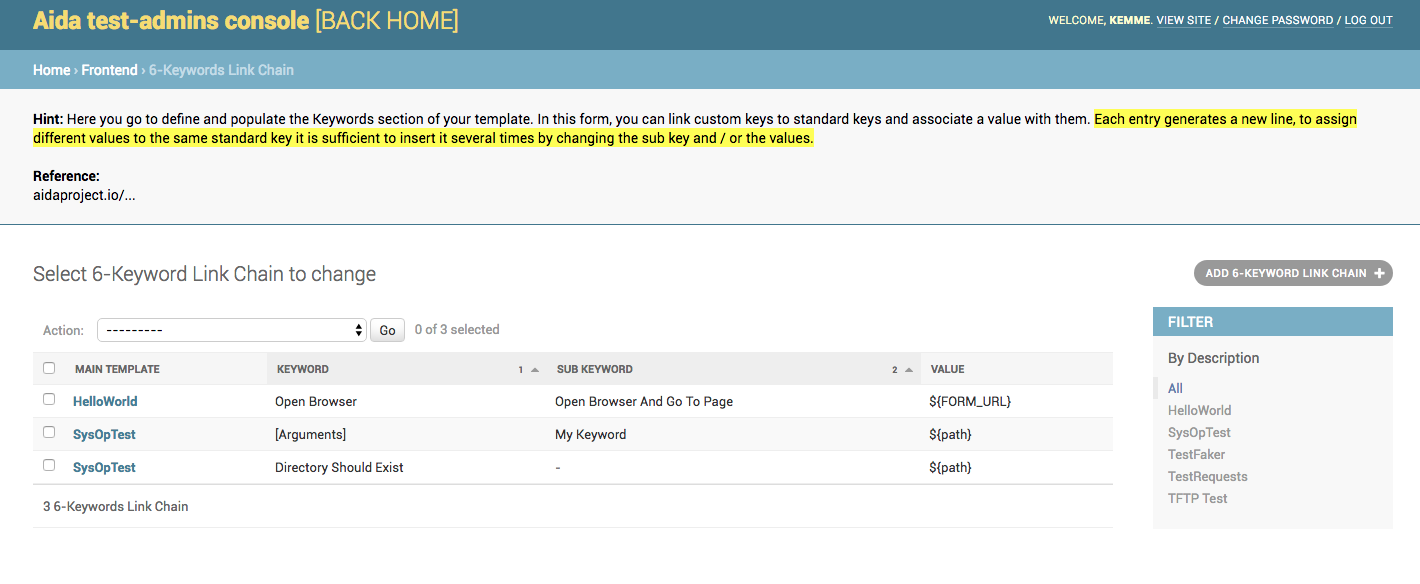 Aida test-admins console [BACK HOME]
WELCOME, KEMME. VIEW SITE / CHANGE PASSWORD / LOG OUT
Home › Frontend › 6-Keywords Link Chain
Hint: Here you go to define and populate the Keywords section of your template. In this form, you can link custom keys to standard keys and associate a value with them. Each entry generates a new line, to assign
different values to the same standard key it is sufficient to insert it several times by changing the sub key and / or the values.
Reference:
aidaproject.io/...
Select 6-Keyword Link Chain to change
ADD 6-KEYWORD LINK CHAIN +
Action: --------- Go 0 of 3 selected
MAIN TEMPLATE KEYWORD 1 SUB KEYWORD 2 VALUE
HelloWorld Open Browser Open Browser And Go To Page ${FORM_URL}
SysOpTest [Arguments] My Keyword ${path}
SysOpTest Directory Should Exist - ${path}
3 6-Keywords Link Chain
FILTER
By Description
All
HelloWorld
SysOpTest
TestFaker
TestRequests
TFTP Test